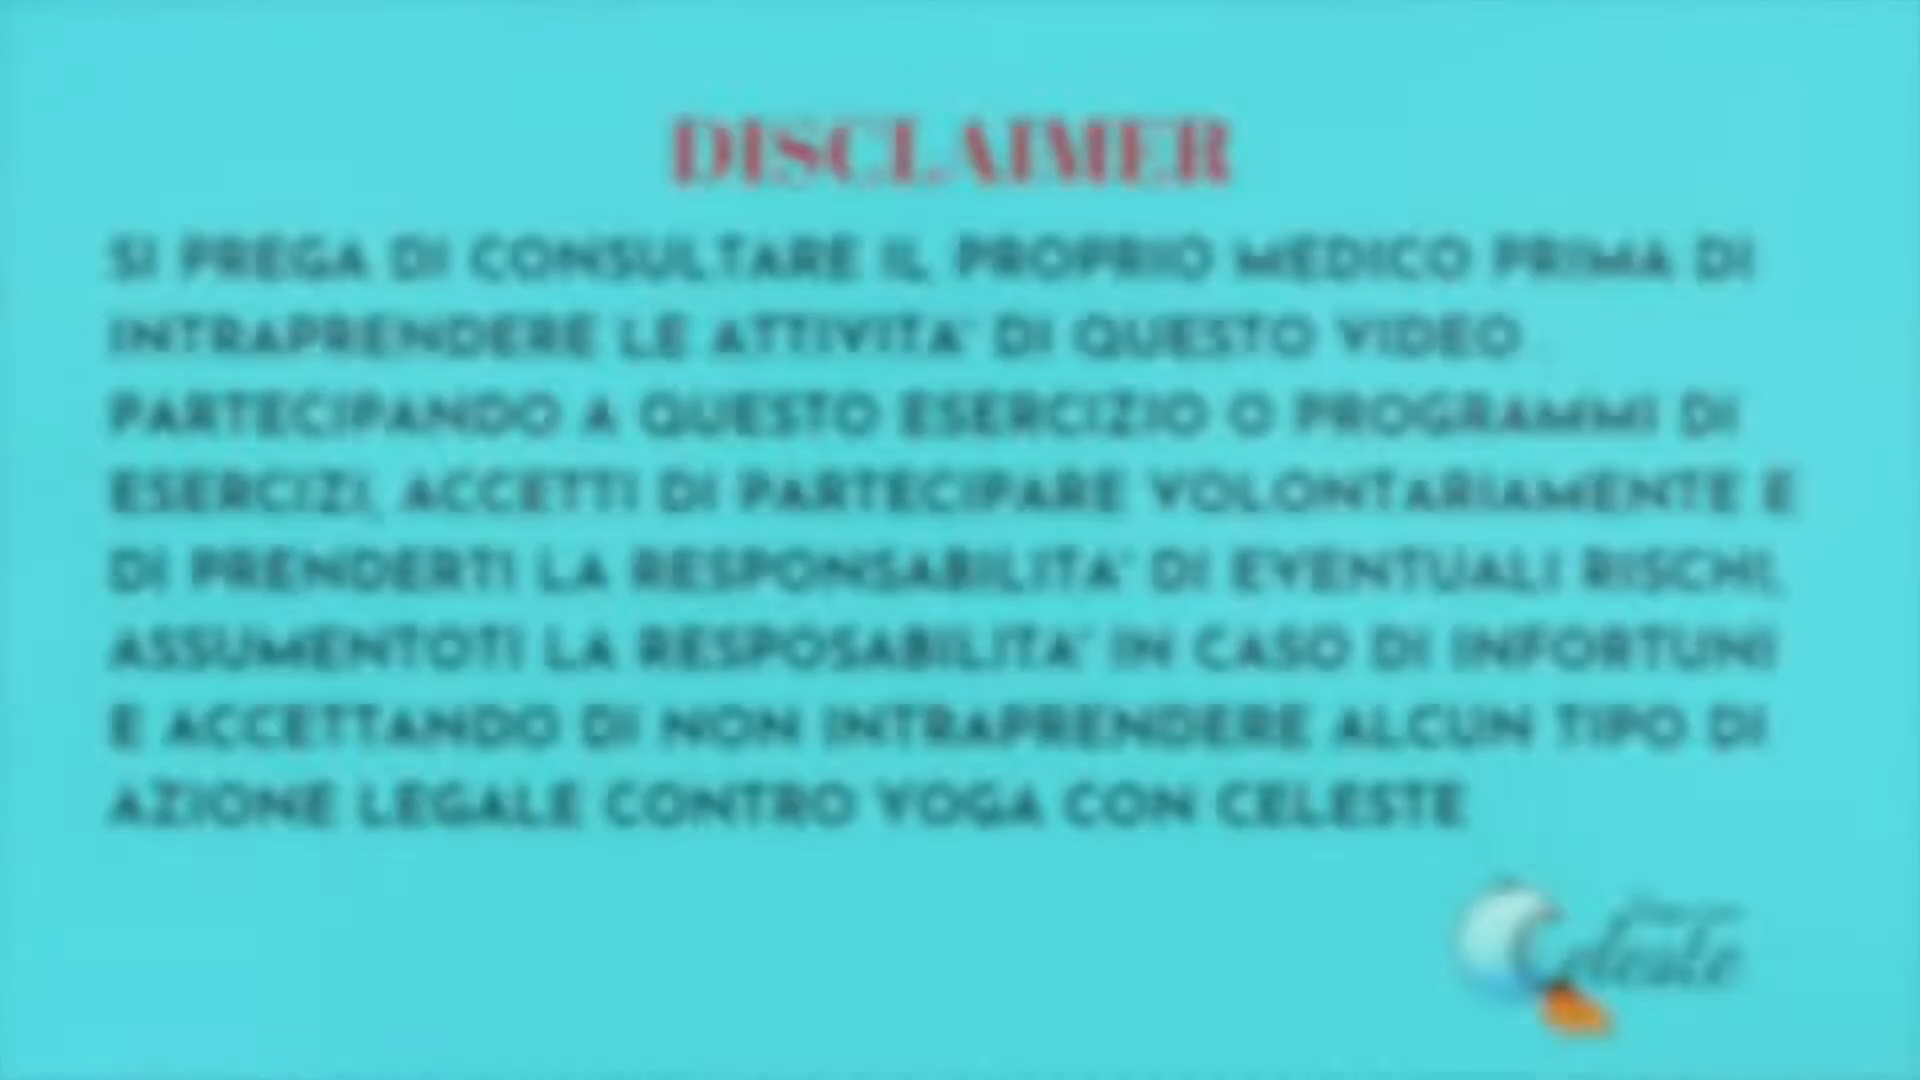 DISCLAIMER
SI PREGA DI CONSULTARE IL PROPRIO MEDICO PRIMA DI
INTRAPRENDERE LE ATTIVITA' DI QUESTO VIDEO
PARTECIPANDO A QUESTO ESERCIZIO O PROGRAMMI DI
ESERCIZI, ACCETTI DI PARTECIPARE VOLONTARIAMENTE E
DI PRENDERTI LA RESPONSABILITA' DI EVENTUALI RISCHI,
ASSUMENTOTI LA RESPOSABILITA' IN CASO DI INFORTUNI
E ACCETTANDO DI NON INTRAPRENDERE ALCUN TIPO DI
AZIONE LEGALE CONTRO YOGA CON CELESTE
Celeste